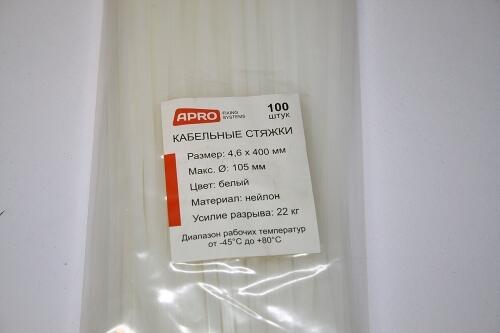 APRO FIXING SYSTEMS 100 штук
КАБЕЛЬНЫЕ СТЯЖКИ
Размер: 4,6 x 400 мм
Макс. Ø: 105 мм
Цвет: белый
Материал: нейлон
Усилие разрыва: 22 кг
Диапазон рабочих температур
от -45°C до +80°C